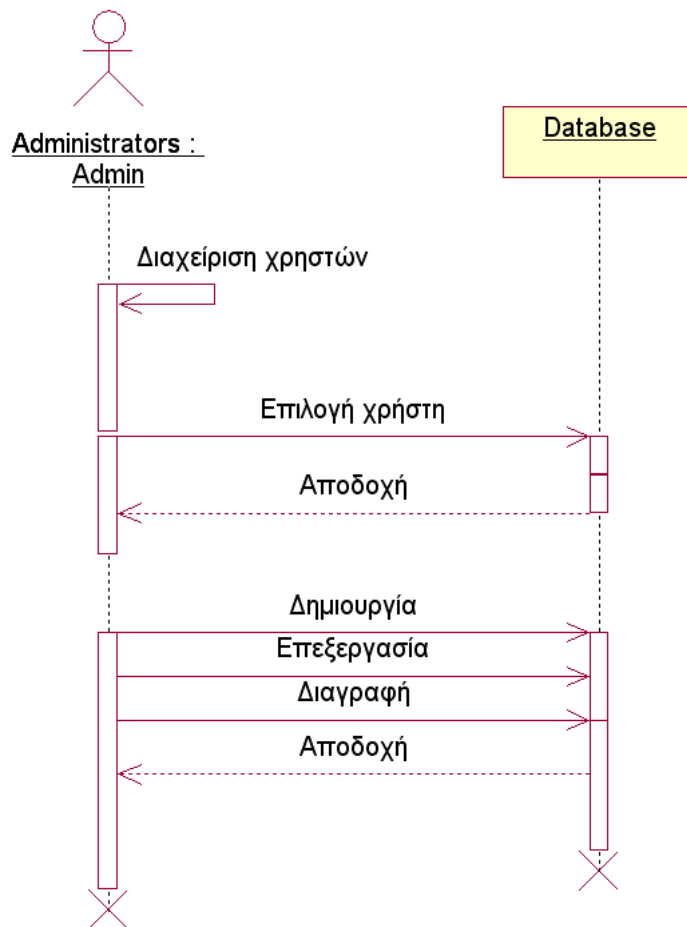 Administrators :
Admin
Database
Διαχείριση χρηστών
Επιλογή χρήστη
Αποδοχή
Δημιουργία
Επεξεργασία
Διαγραφή
Αποδοχή